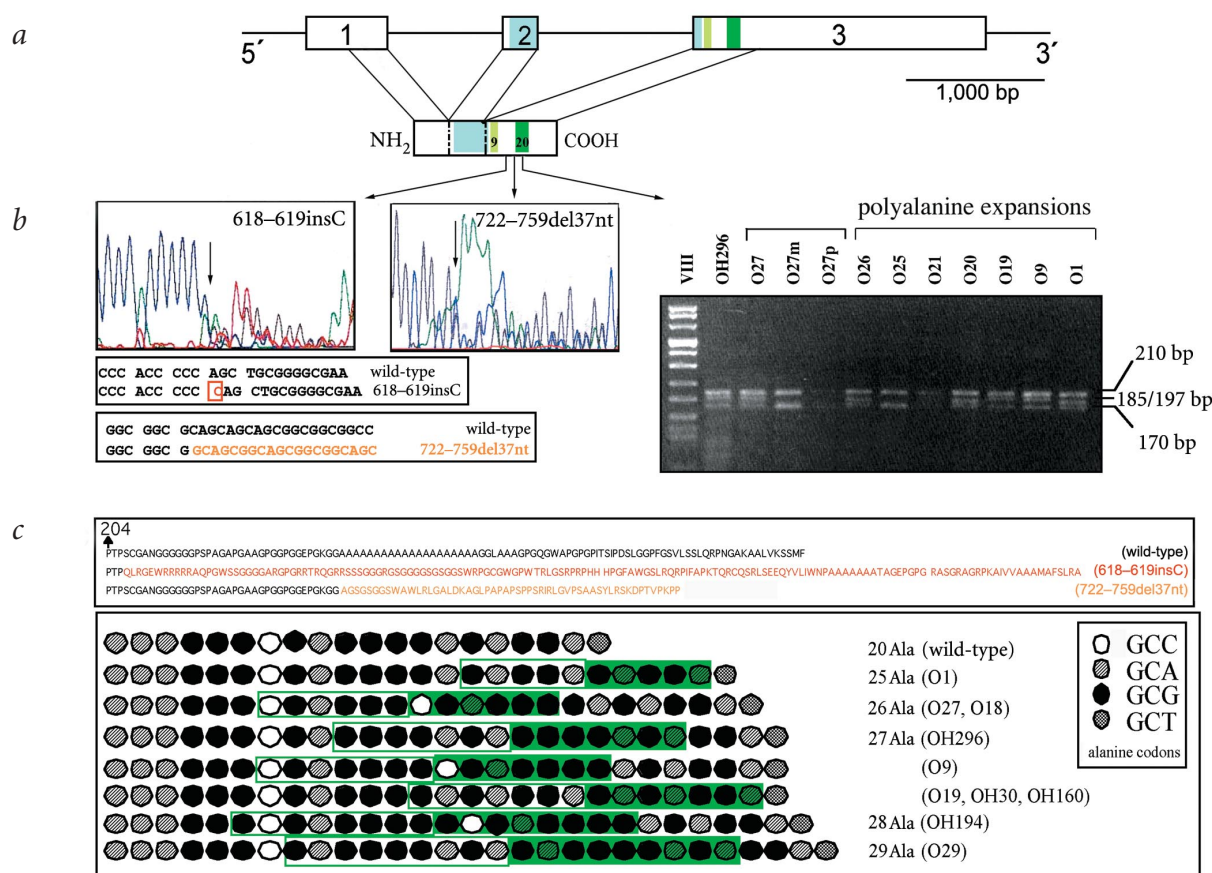 a
1
2
3
5′
3′
1,000 bp
NH2
9
20
COOH
b
618–619insC
722–759del37nt
polyalanine expansions
VIII
OH296
O27
O27m
O27p
O26
O25
O21
O20
O19
O9
O1
210 bp
185/197 bp
170 bp
CCC ACC CCC AGC TGCGGGGCGAA wild-type
CCC ACC CCC CAG CTGCGGGGCGAA 618–619insC
GGC GGC GCAGCAGCAGCGGCGGCGGCC wild-type
GGC GGC G GCAGCGGCAGCGGCGGCAGC 722–759del37nt
c
204
(wild-type)
(618–619insC)
(722–759del37nt)
20 Ala (wild-type)
25 Ala (O1)
26 Ala (O27, O18)
27 Ala (OH296)
(O9)
(O19, OH30, OH160)
28 Ala (OH194)
29 Ala (O29)
GCC
GCA
GCG
GCT
alanine codons